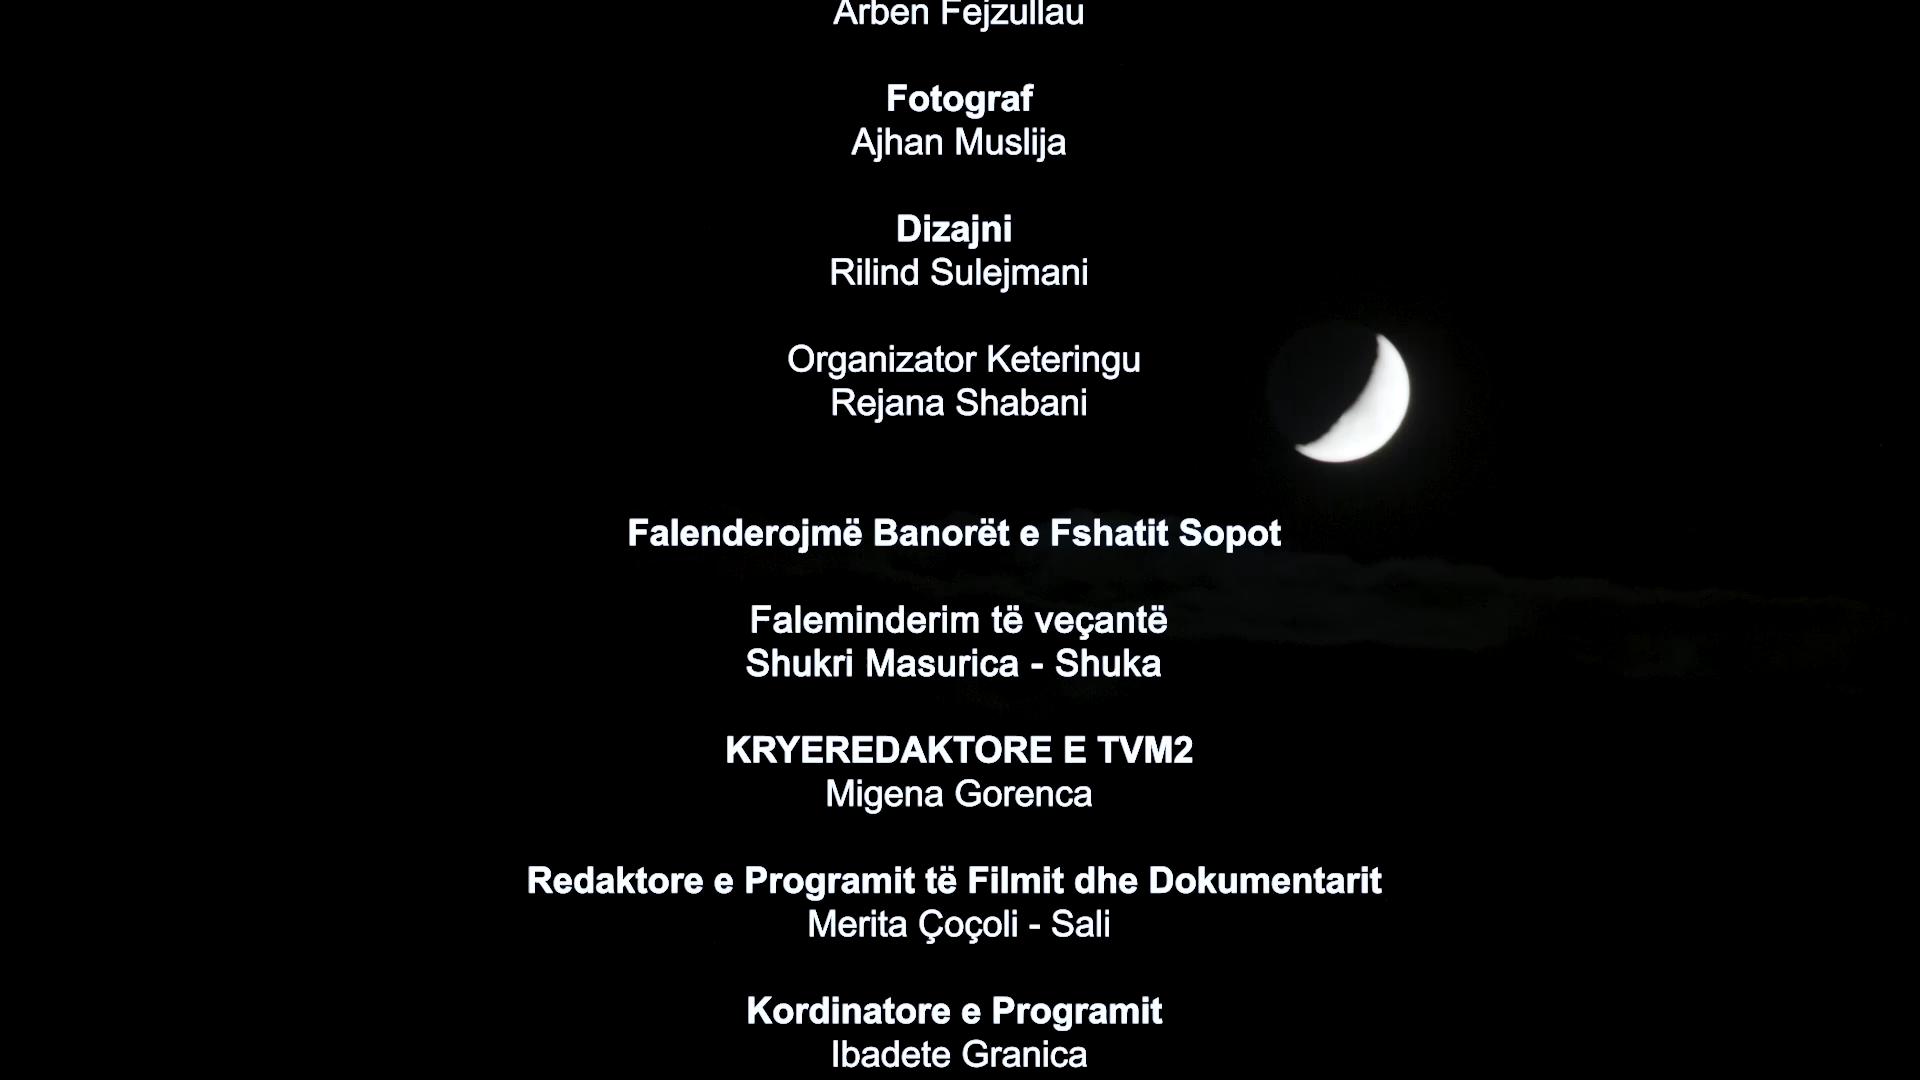 Arben Fejzullau
Fotograf
Ajhan Muslija
Dizajni
Rilind Sulejmani
Organizator Keteringu
Rejana Shabani
Falenderojmë Banorët e Fshatit Sopot
Faleminderim të veçantë
Shukri Masurica - Shuka
KRYEREDAKTORE E TVM2
Migena Gorenca
Redaktore e Programit të Filmit dhe Dokumentarit
Merita Çoçoli - Sali
Kordinatore e Programit
Ibadete Granica